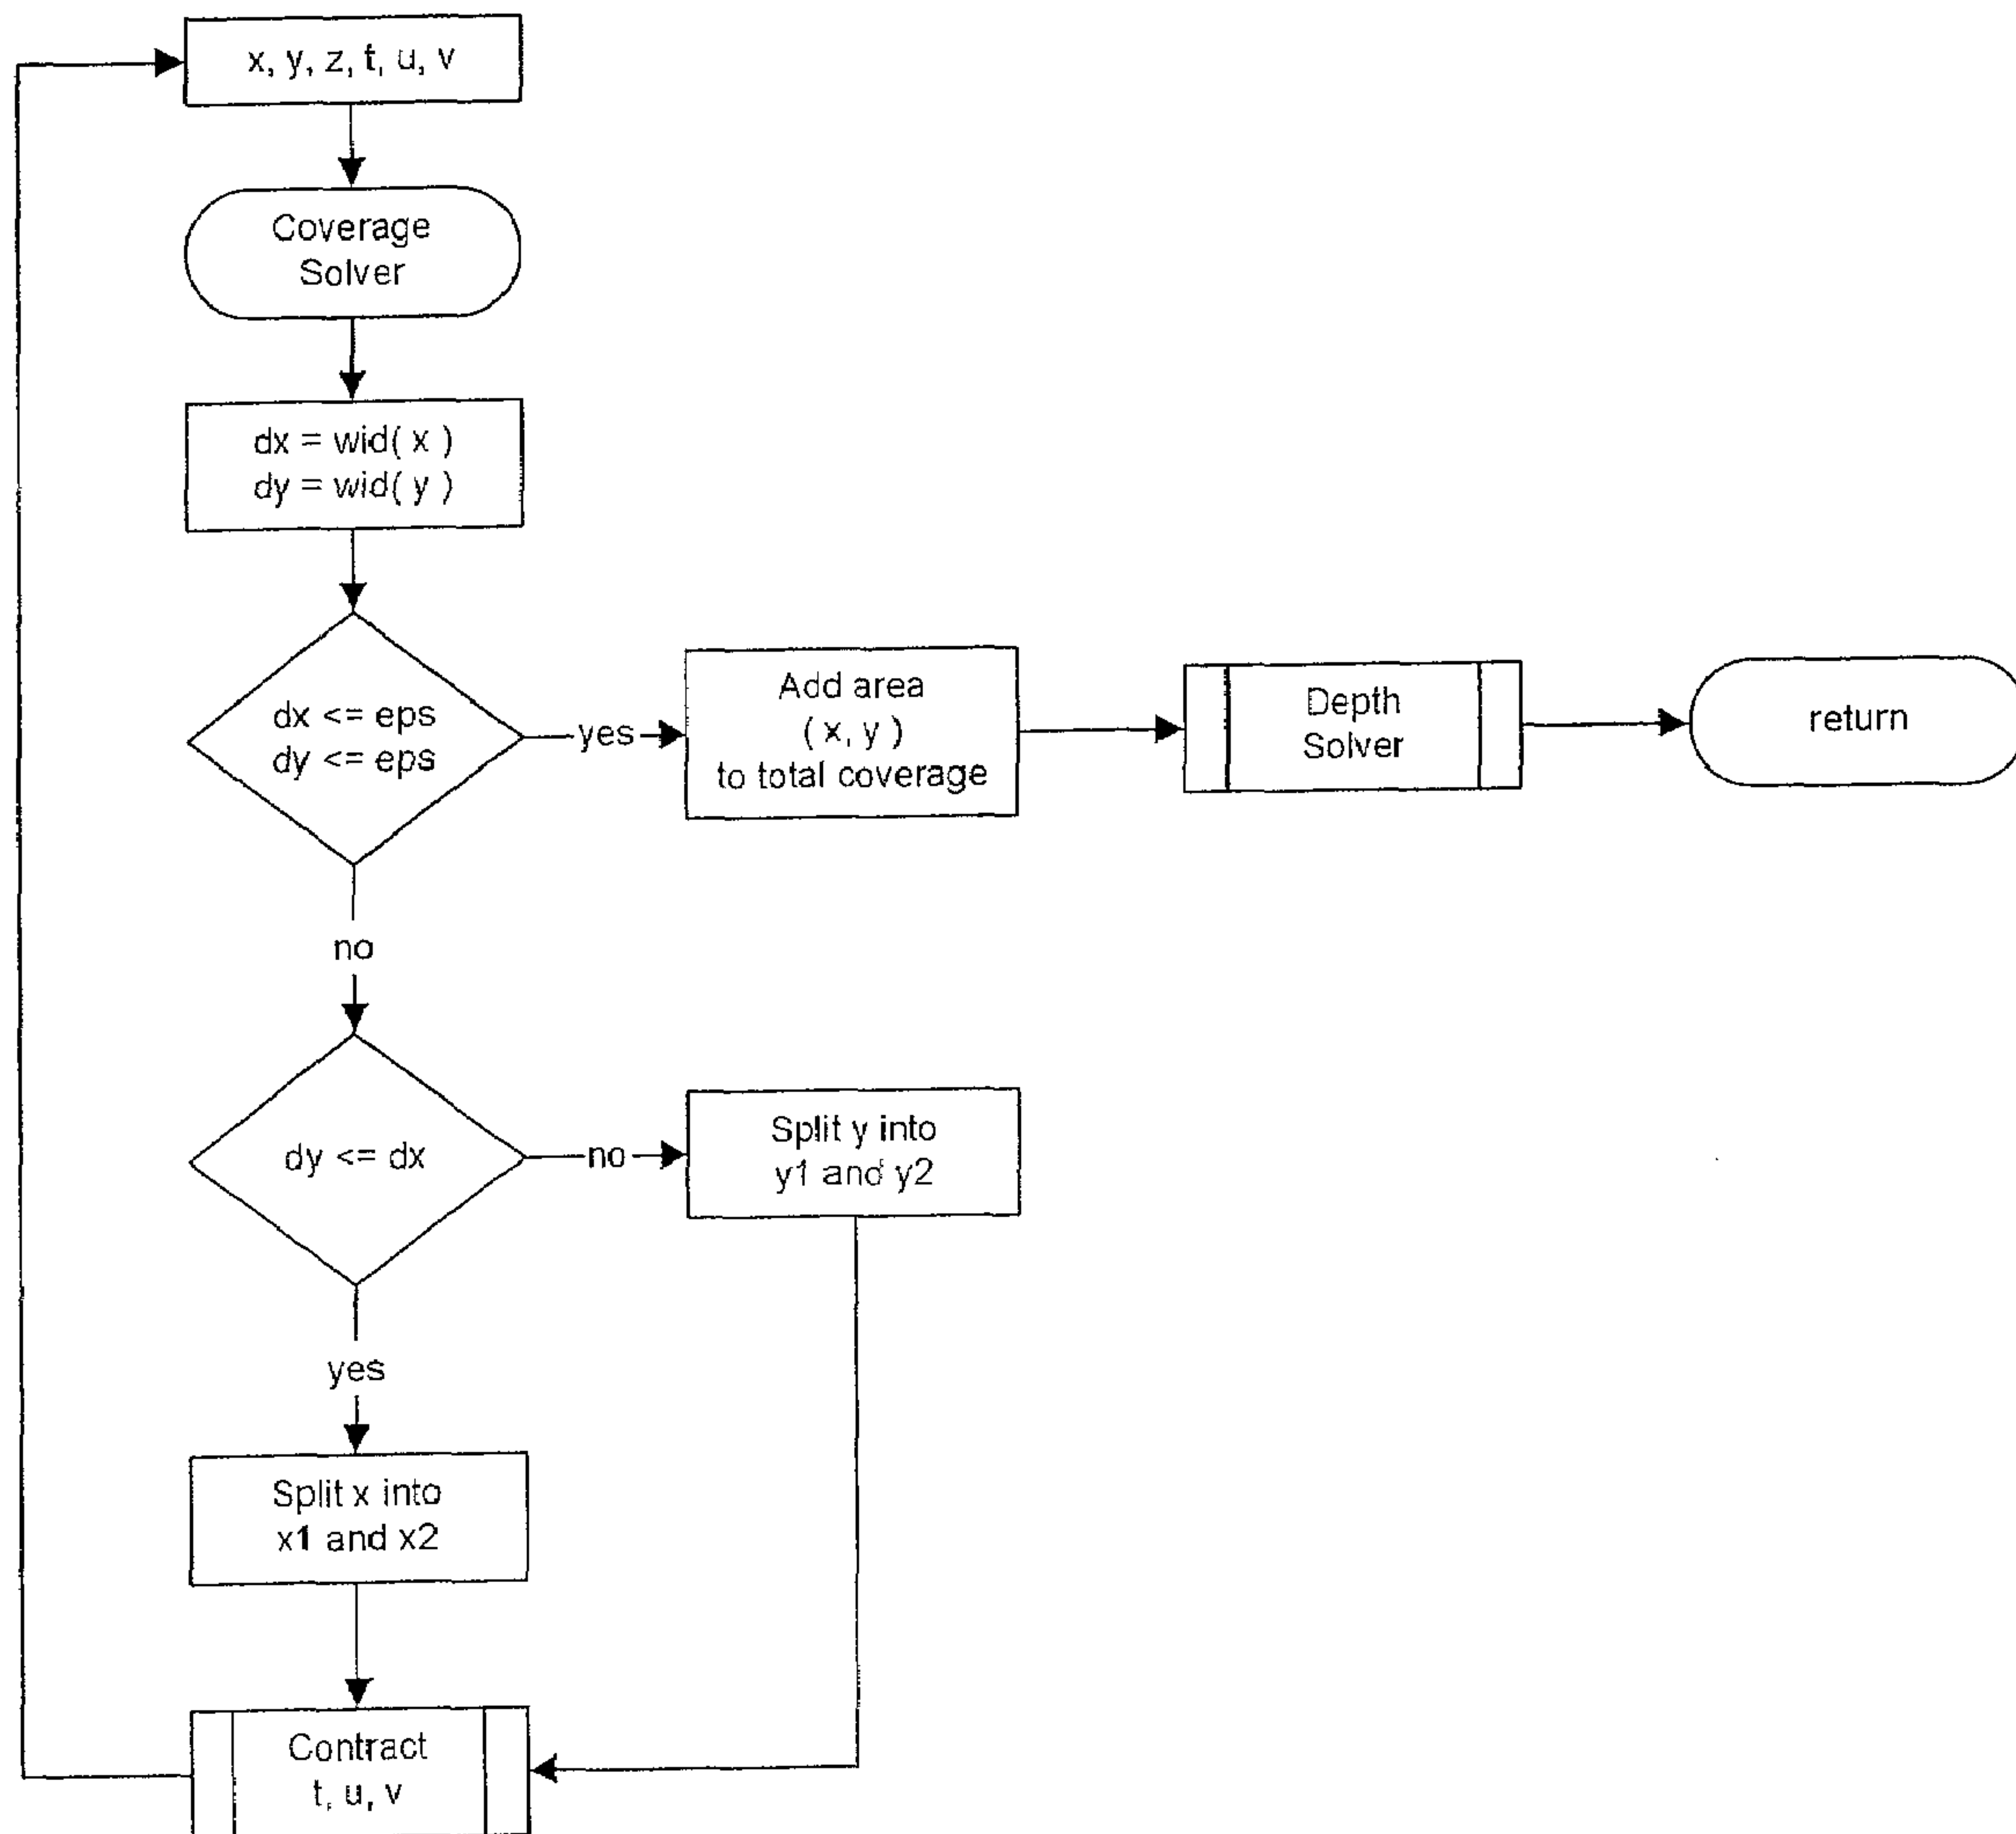 x, y, z, t, u, v
Coverage
Solver
dx = wid( x )
dy = wid( y )
dx <= eps
dy <= eps
yes
Add area
( x, y )
to total coverage
Depth
Solver
return
no
dy <= dx
no
Split y into
y1 and y2
yes
Split x into
x1 and x2
Contract
t, u, v